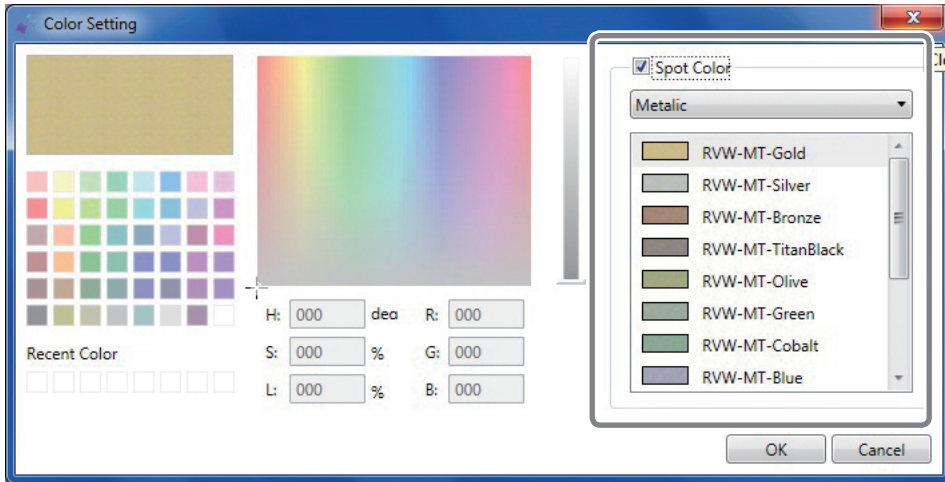 Color Setting
Recent Color
H: 000 deg R: 000
S: 000 % G: 000
L: 000 % B: 000
Spot Color
Metalic
RVW-MT-Gold
RVW-MT-Silver
RVW-MT-Bronze
RVW-MT-TitanBlack
RVW-MT-Olive
RVW-MT-Green
RVW-MT-Cobalt
RVW-MT-Blue
OK Cancel